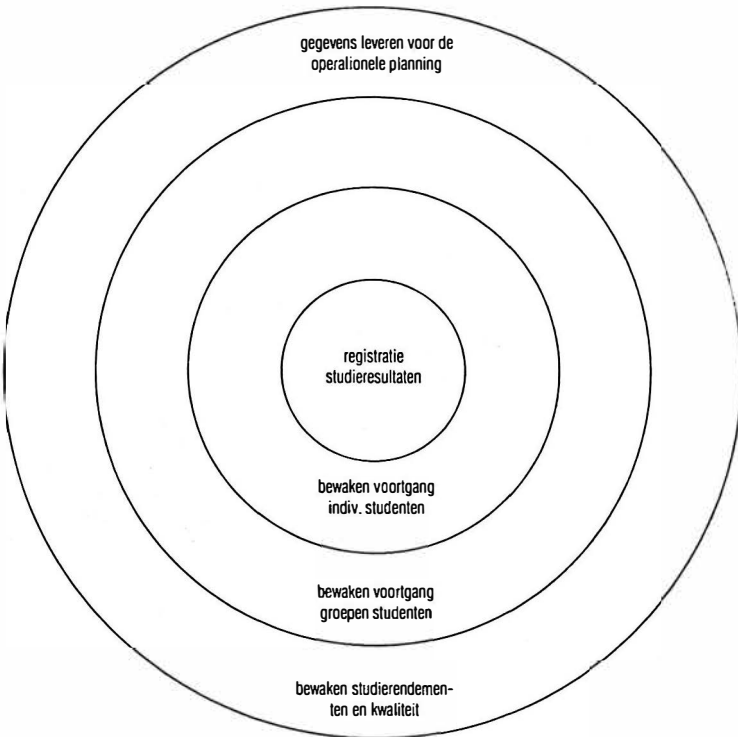 gegevens leveren voor de
operationele planning
registratie
studieresultaten
bewaken voortgang
indiv. studenten
bewaken voortgang
groepen studenten
bewaken studierendemen-
ten en kwaliteit